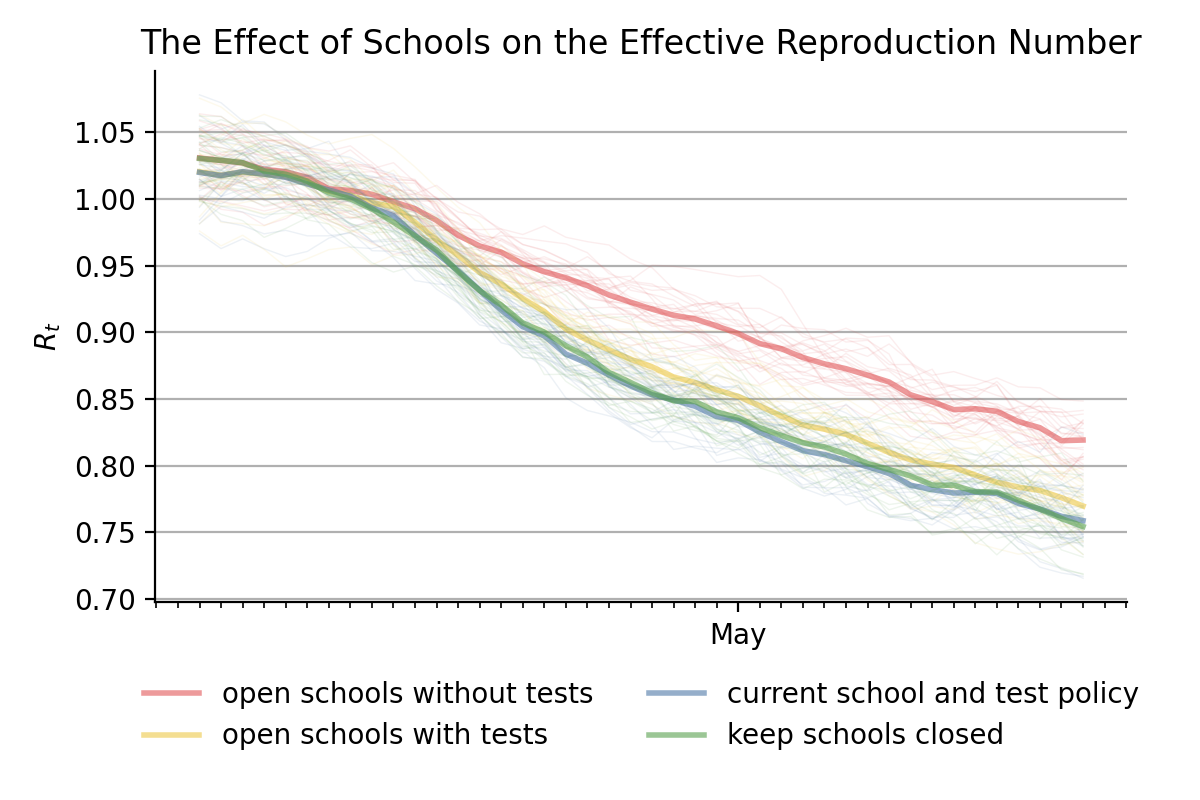 The Effect of Schools on the Effective Reproduction Number
1.05
1.00
0.95
0.90
0.85
0.80
0.75
0.70
R_t
May
open schools without tests
current school and test policy
open schools with tests
keep schools closed